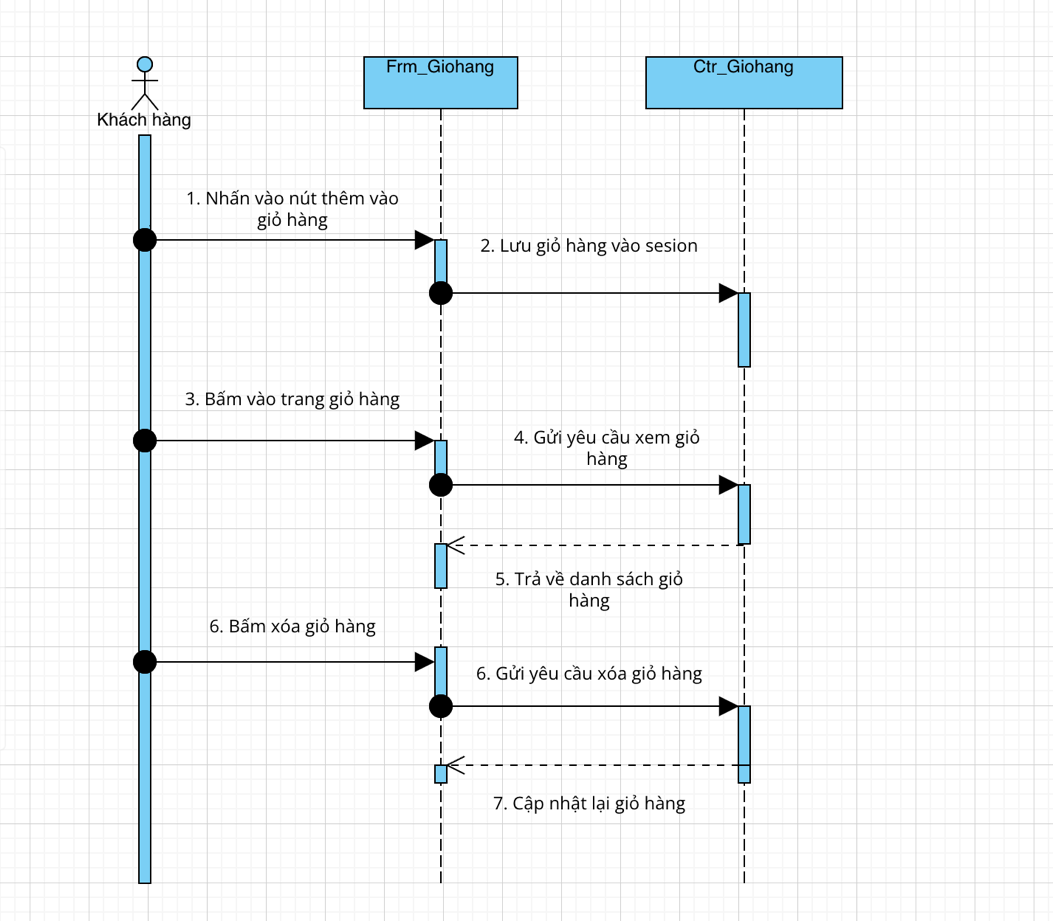 Frm_Giohang
Ctr_Giohang
Khách hàng
1. Nhấn vào nút thêm vào
giỏ hàng
2. Lưu giỏ hàng vào sesion
3. Bấm vào trang giỏ hàng
4. Gửi yêu cầu xem giỏ
hàng
5. Trả về danh sách giỏ
hàng
6. Bấm xóa giỏ hàng
6. Gửi yêu cầu xóa giỏ hàng
7. Cập nhật lại giỏ hàng